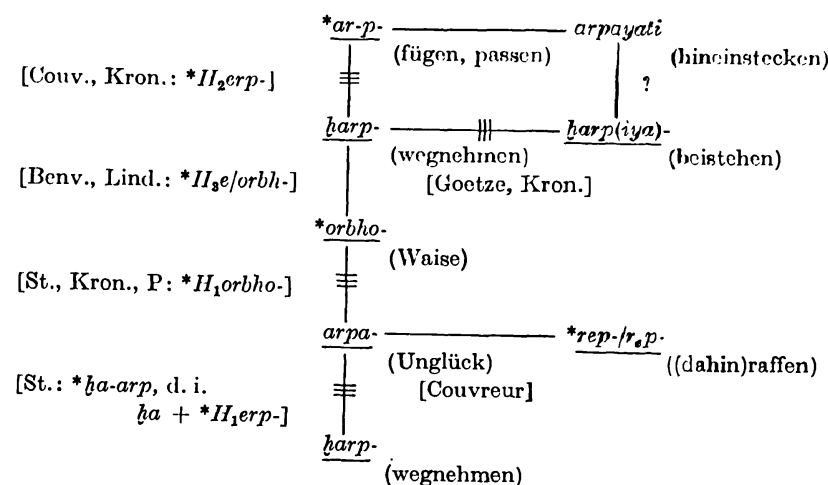 *ar-p- arpayati
(fügen, passen) (hineinstecken)
[Couv., Kron.: *H₂erp-] ?
ḫarp- ḫarp(iya)-
(wegnehmen) (beistehen)
[Benv., Lind.: *H₃e/orbh-] [Goetze, Kron.]
*orbho-
(Waise)
[St., Kron., P: *H₁orbho-]
arpa- *rep-/rₑp-
(Unglück) ((dahin)raffen)
[St.: *ḫa-arp, d. i. [Couvreur]
ḫa + *H₁erp-]
ḫarp-
(wegnehmen)